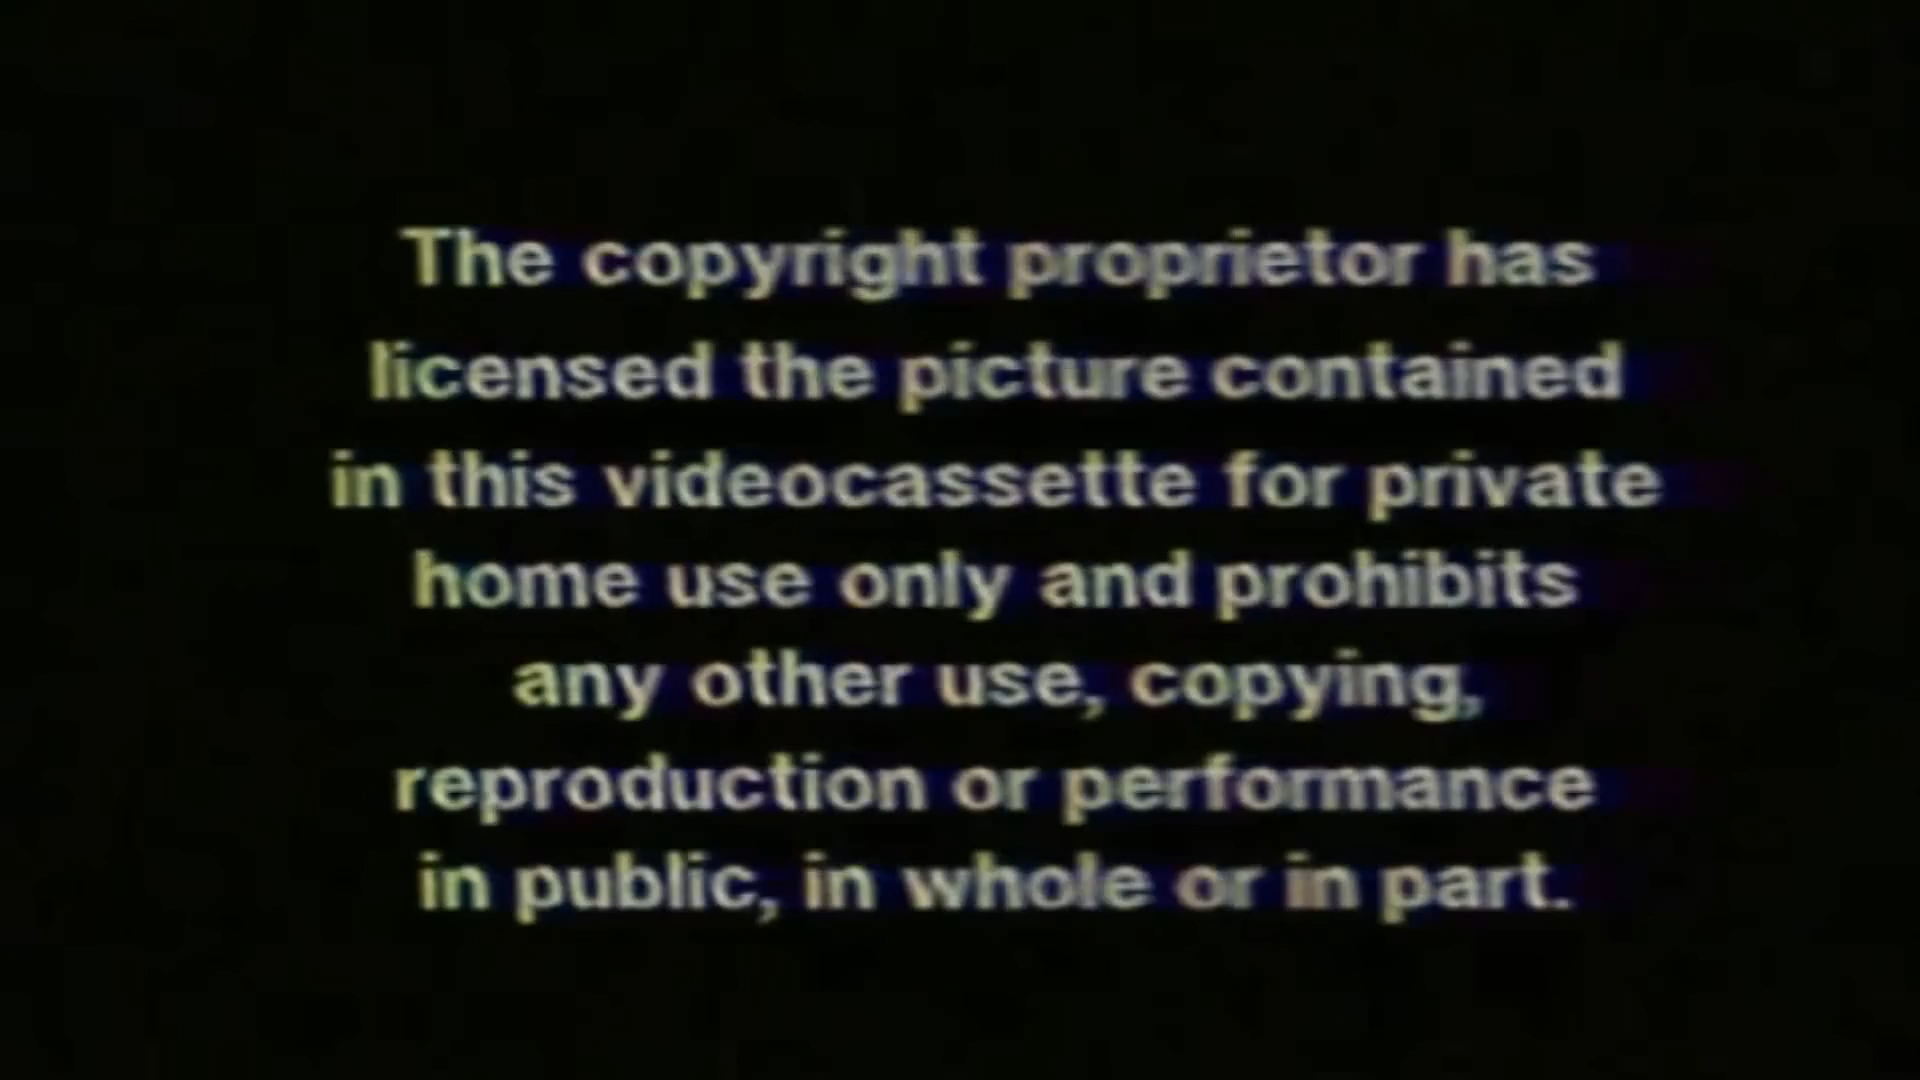 The copyright proprietor has
licensed the picture contained
in this videocassette for private
home use only and prohibits
any other use, copying,
reproduction or performance
in public, in whole or in part.